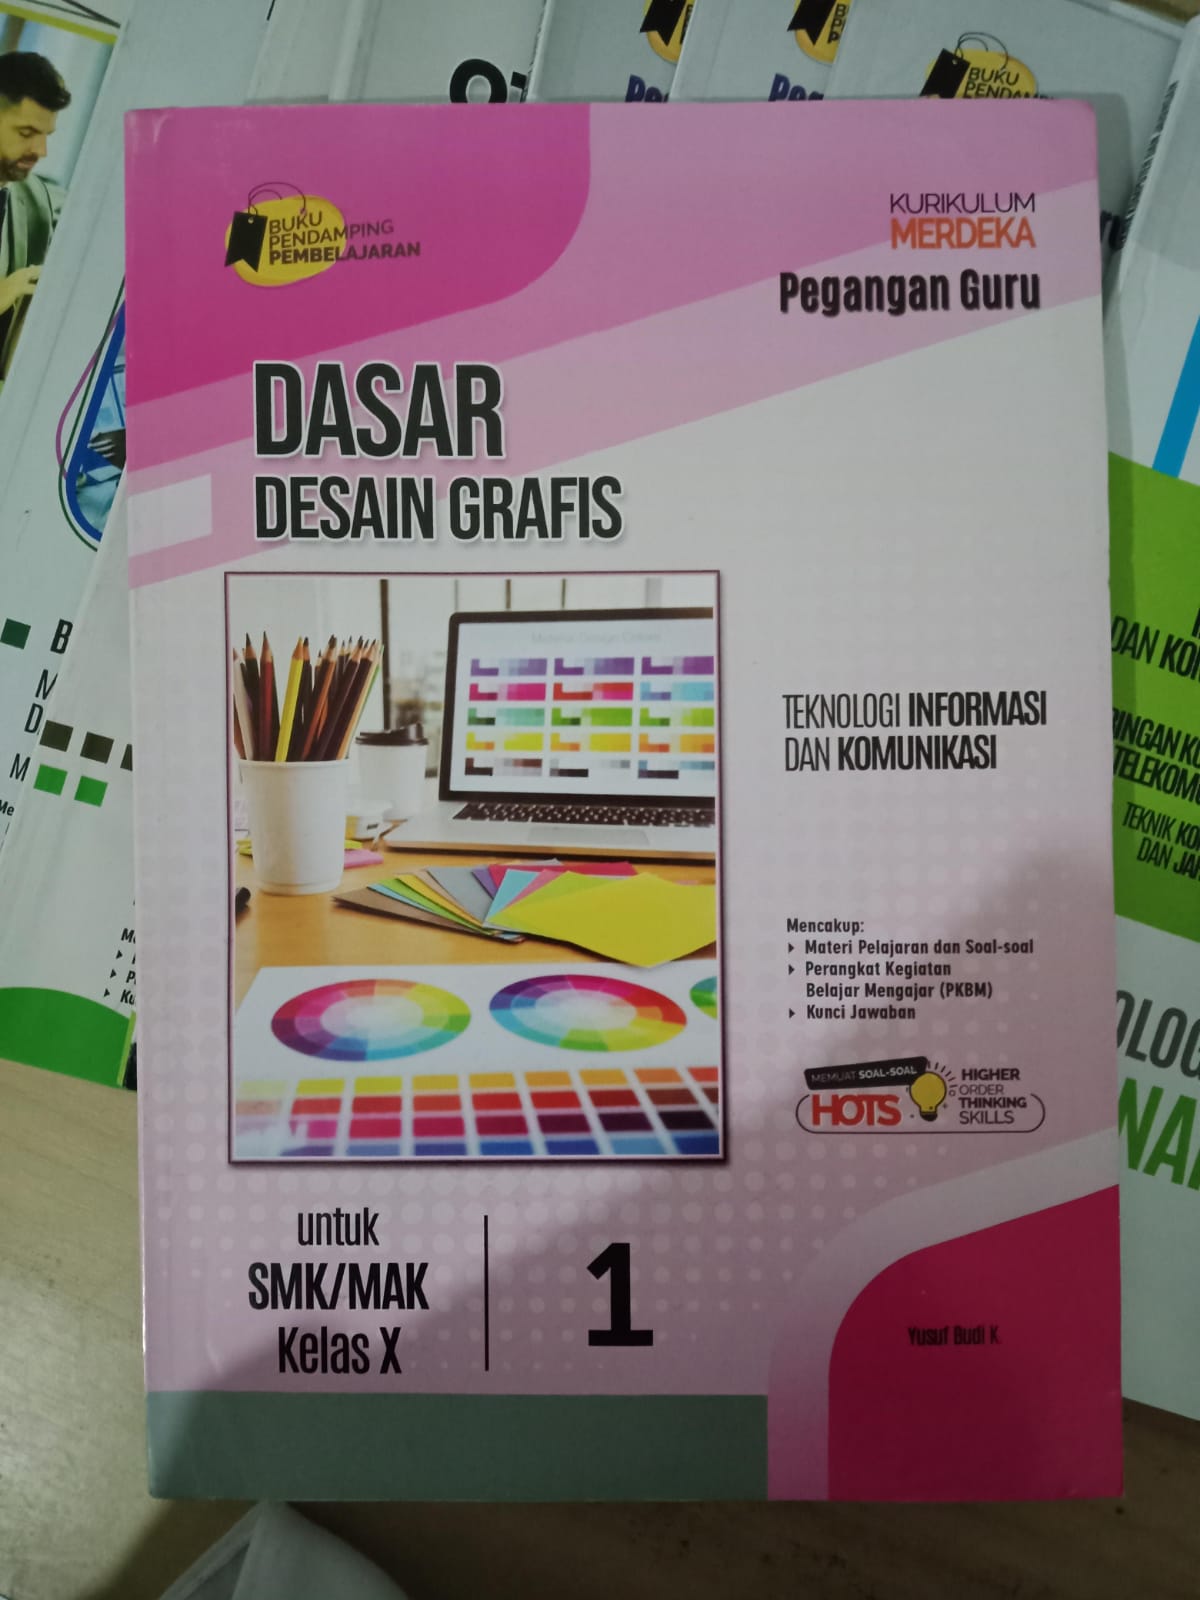 BUKU
PENDAMPING
PEMBELAJARAN
KURIKULUM
MERDEKA
Pegangan Guru
DASAR
DESAIN GRAFIS
TEKNOLOGI INFORMASI
DAN KOMUNIKASI
Mencakup:
Materi Pelajaran dan Soal-soal
Perangkat Kegiatan
Belajar Mengajar (PKBM)
Kunci Jawaban
MEMUAT SOAL-SOAL
HOTS
HIGHER
ORDER
THINKING
SKILLS
untuk
SMK/MAK
Kelas X
1
Yusuf Budi K.
BUKU
DAN